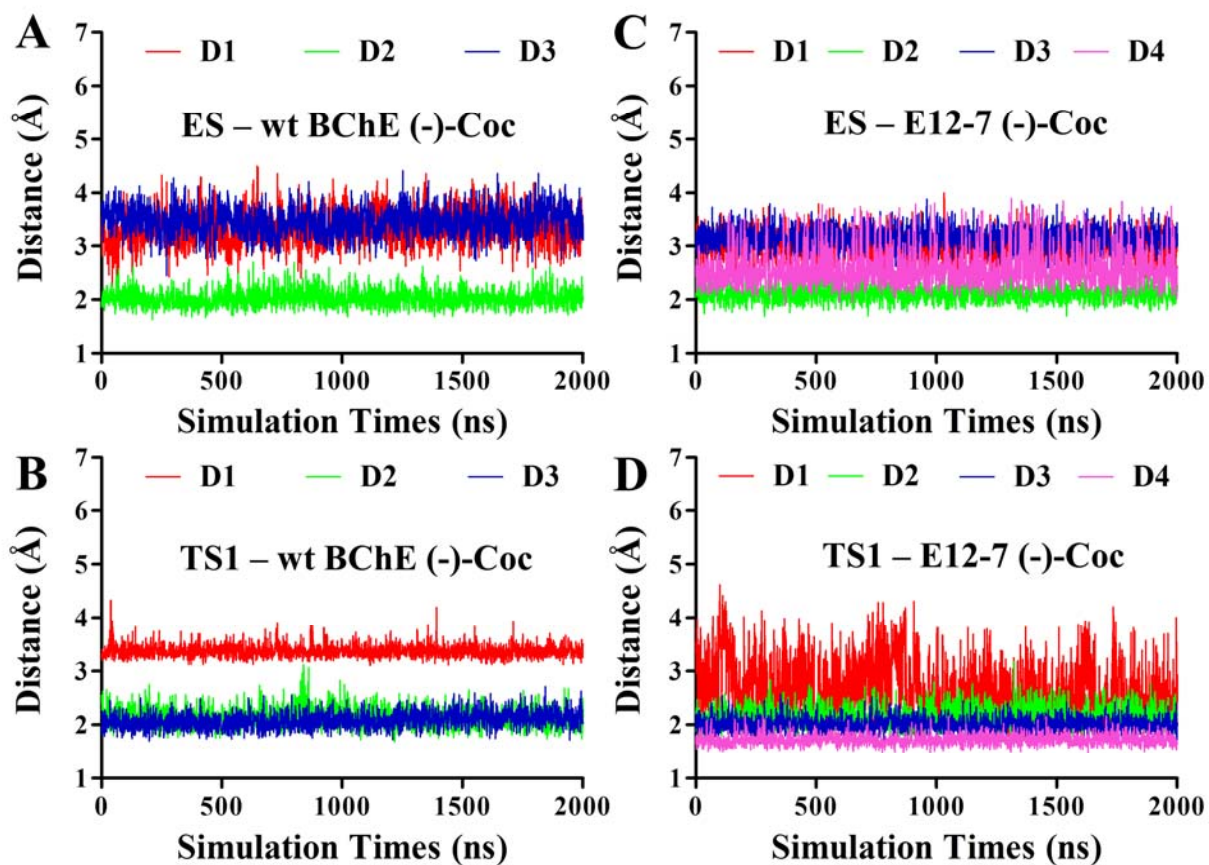 A
D1 D2 D3
ES – wt BChE (-)-Coc
Distance (Å)
7
6
5
4
3
2
1
0 500 1000 1500 2000
Simulation Times (ns)
C
D1 D2 D3 D4
ES – E12-7 (-)-Coc
Distance (Å)
7
6
5
4
3
2
1
0 500 1000 1500 2000
Simulation Times (ns)
B
D1 D2 D3
TS1 – wt BChE (-)-Coc
Distance (Å)
7
6
5
4
3
2
1
0 500 1000 1500 2000
Simulation Times (ns)
D
D1 D2 D3 D4
TS1 – E12-7 (-)-Coc
Distance (Å)
7
6
5
4
3
2
1
0 500 1000 1500 2000
Simulation Times (ns)